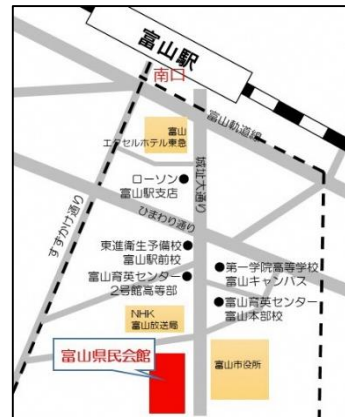 富山駅
南口
富山軌道線
富山
エクセルホテル東急
城址大通り
すずかけ通り
ローソン
富山駅支店
ひまわり通り
東進衛生予備校
富山駅前校
富山育英センター
2号館高等部
第一学院高等学校
富山キャンパス
富山育英センター
富山本部校
NHK
富山放送局
富山県民会館
富山市役所